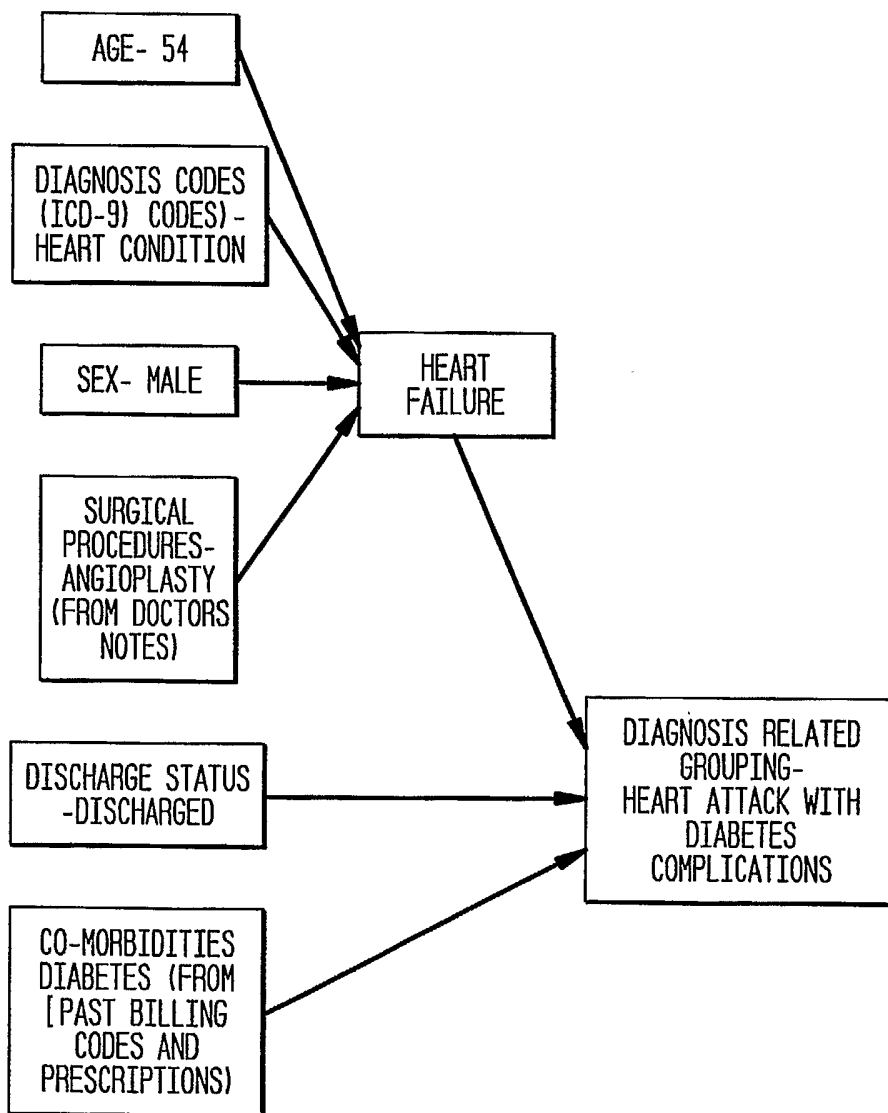 AGE- 54
DIAGNOSIS CODES
(ICD-9) CODES)-
HEART CONDITION
SEX- MALE
HEART
FAILURE
SURGICAL
PROCEDURES-
ANGIOPLASTY
(FROM DOCTORS
NOTES)
DISCHARGE STATUS
-DISCHARGED
DIAGNOSIS RELATED
GROUPING-
HEART ATTACK WITH
DIABETES
COMPLICATIONS
CO-MORBIDITIES
DIABETES (FROM
[PAST BILLING
CODES AND
PRESCRIPTIONS)